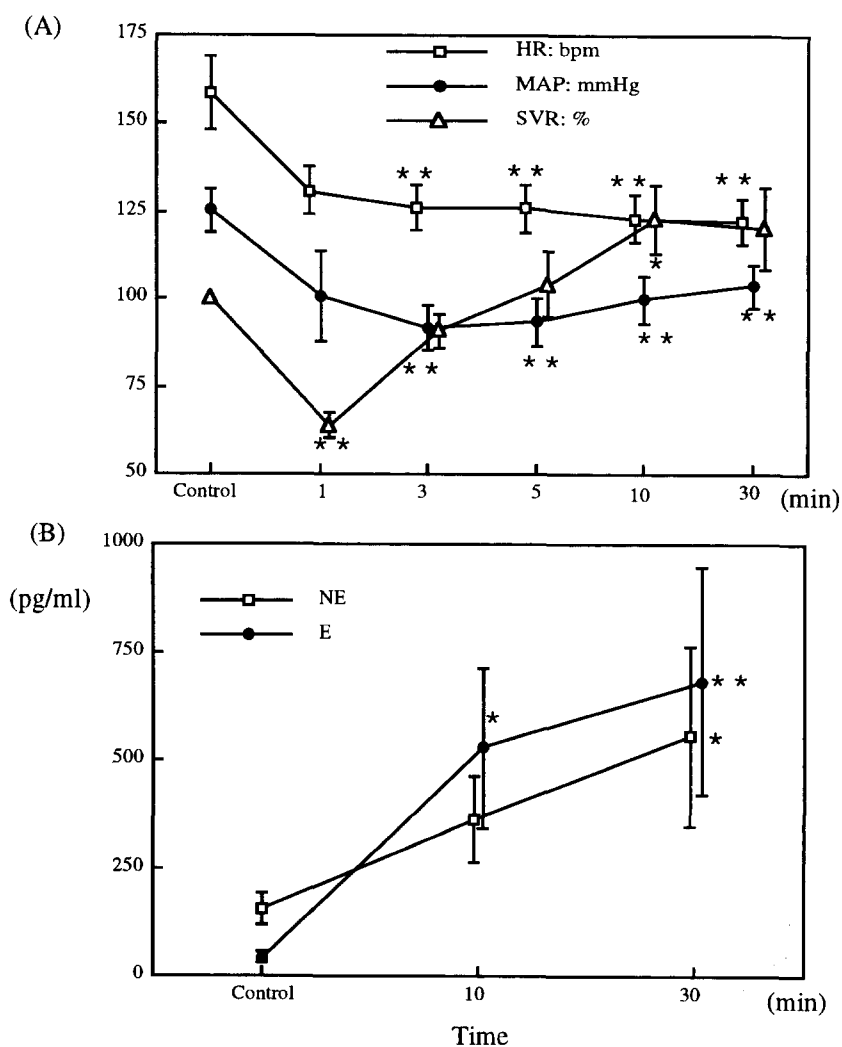 (A)
175
150
125
100
75
50
HR: bpm
MAP: mmHg
SVR: %
* *
* *
* *
* *
*
* *
* *
* *
* *
* *
Control 1 3 5 10 30 (min)
(B)
1000
(pg/ml)
750
500
250
0
NE
E
*
* *
*
Control 10 30 (min)
Time